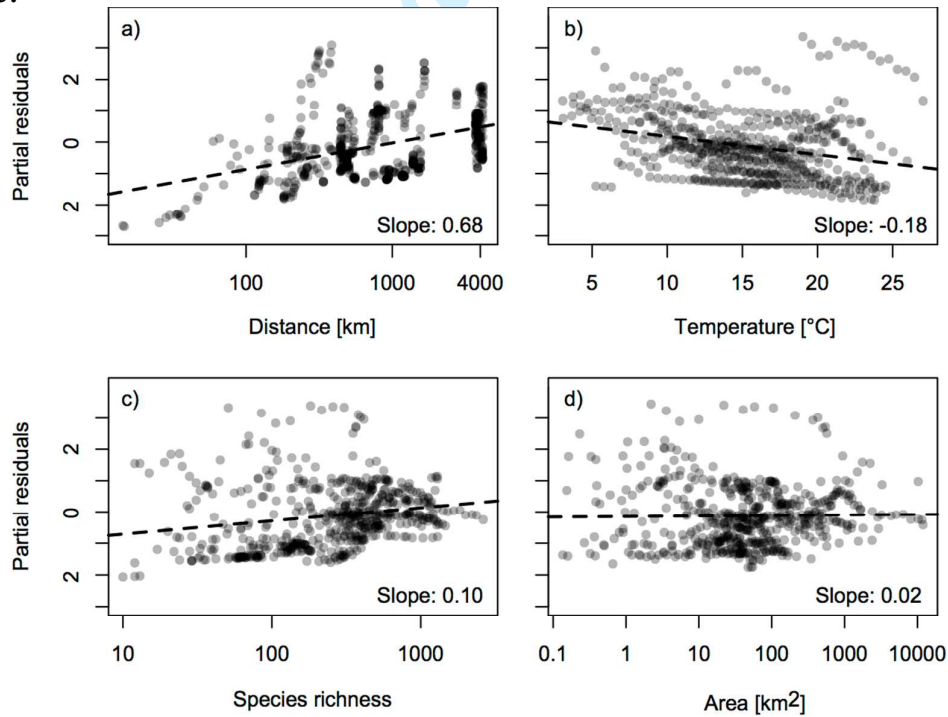 a)
b)
Partial residuals
2
0
2
Slope: 0.68
Slope: -0.18
100
1000
4000
5
10
15
20
25
Distance [km]
Temperature [°C]
c)
d)
Partial residuals
2
0
2
Slope: 0.10
Slope: 0.02
10
100
1000
0.1
1
10
100
1000
10000
Species richness
Area [km2]